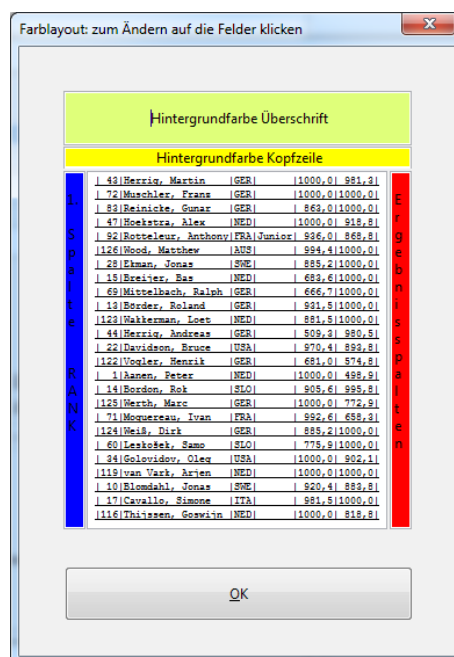 Farblayout: zum Ändern auf die Felder klicken
Hintergrundfarbe Überschrift
Hintergrundfarbe Kopfzeile
1. Spalte RANK
| 43|Herrig, Martin |GER| |1000,0| 981,3|
| 72|Muschler, Frans |GER| |1000,0|1000,0|
| 83|Reinicke, Gunar |GER| | 863,0|1000,0|
| 47|Hoekstra, Alex |NED| |1000,0| 918,8|
| 92|Rotteleur, Anthony|FRA|Junior| 936,0| 868,8|
|126|Wood, Matthew |AUS| | 994,4|1000,0|
| 28|Ekman, Jonas |SWE| | 885,2|1000,0|
| 15|Breijer, Bas |NED| | 683,6|1000,0|
| 69|Mittelbach, Ralph |GER| | 666,7|1000,0|
| 13|Börder, Roland |GER| | 931,5|1000,0|
|123|Wakkerman, Loet |NED| | 881,5|1000,0|
| 44|Herrig, Andreas |GER| | 509,3| 980,5|
| 22|Davidson, Bruce |USA| | 970,4| 893,8|
|122|Vogler, Henrik |GER| | 681,0| 574,8|
| 1|Aanen, Peter |NED| |1000,0| 498,9|
| 14|Bordon, Rok |SLO| | 905,6| 995,8|
|125|Werth, Marc |GER| |1000,0| 772,9|
| 71|Moquereau, Ivan |FRA| | 992,6| 658,3|
|124|Weiß, Dirk |GER| | 885,2|1000,0|
| 60|Leskošek, Samo |SLO| | 775,9|1000,0|
| 34|Golovidov, Oleg |USA| |1000,0| 902,1|
|119|van Vark, Arjen |NED| |1000,0|1000,0|
| 10|Blomdahl, Jonas |SWE| | 920,4| 883,8|
| 17|Cavallo, Simone |ITA| | 981,5|1000,0|
|116|Thijssen, Goswijn |NED| |1000,0| 818,8|
Ergebnisspalten
OK